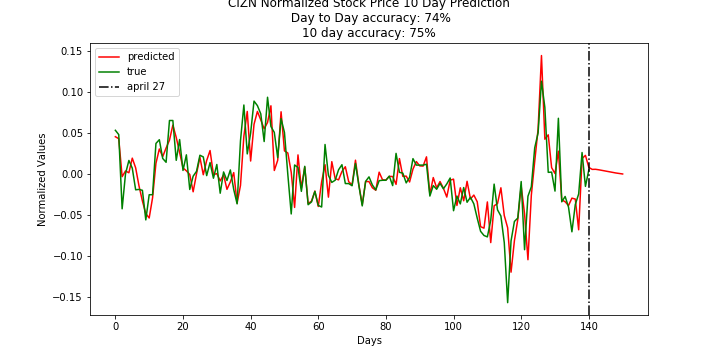 CIZN Normalized Stock Price 10 Day Prediction
Day to Day accuracy: 74%
10 day accuracy: 75%
predicted
true
april 27
0.15
0.10
0.05
0.00
−0.05
−0.10
−0.15
Normalized Values
0 20 40 60 80 100 120 140
Days